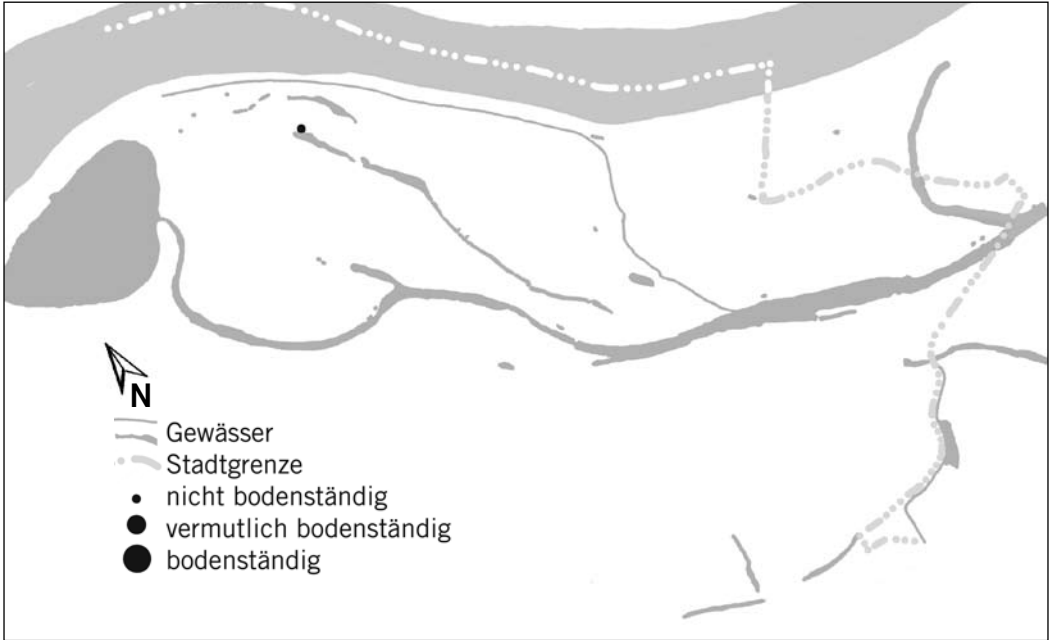 N
Gewässer
Stadtgrenze
nicht bodenständig
vermutlich bodenständig
bodenständig